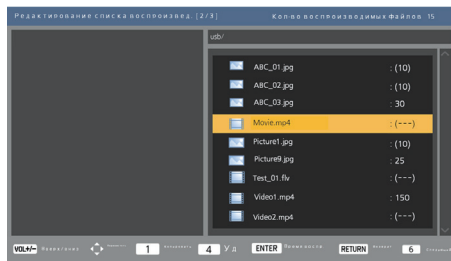 Редактирование списка воспроизвед. [2/3] Кол-во воспроизводимых файлов 15
usb/
ABC_01.jpg : (10)
ABC_02.jpg : (10)
ABC_03.jpg : 30
Movie.mp4 : (---)
Picture1.jpg : (10)
Picture9.jpg : 25
Test_01.flv : (---)
Video1.mp4 : 150
Video2.mp4 : (---)
VOL+/- 1 4 ENTER RETURN 6